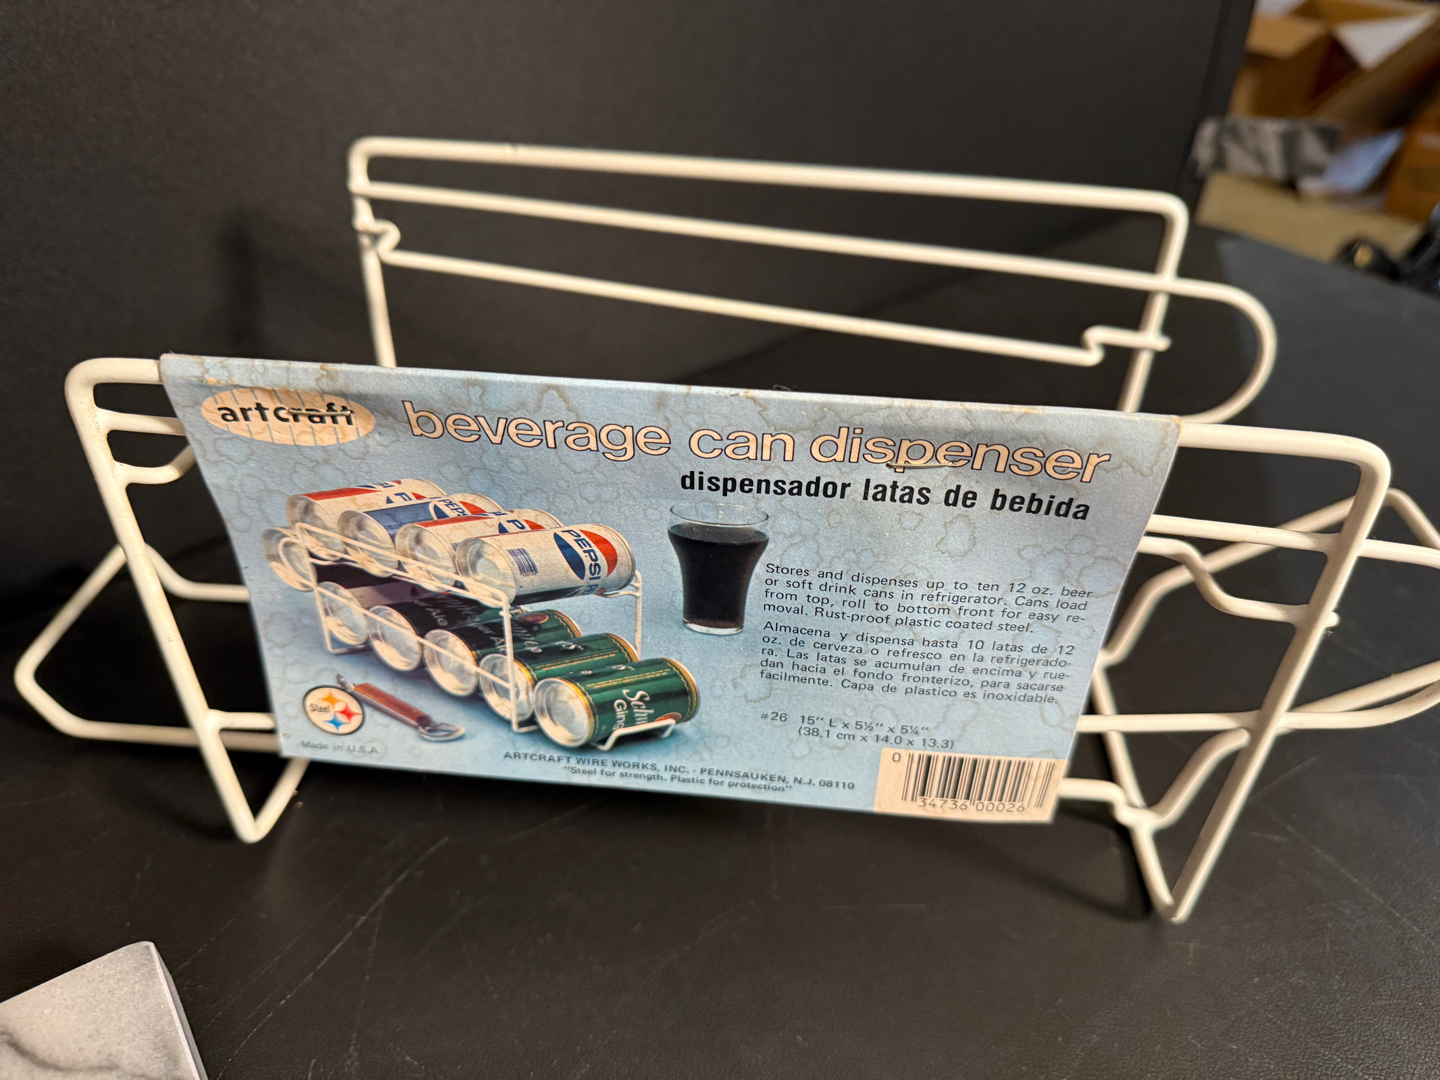 artcraft
beverage can dispenser
dispensador latas de bebida
PEPSI
PEPSI
Stores and dispenses up to ten 12 oz. beer
or soft drink cans in refrigerator. Cans load
from top, roll to bottom front for easy re-
moval. Rust-proof plastic coated steel.
Almacena y dispensa hasta 10 latas de 12
oz. de cerveza o refresco en la refrigerado-
ra. Las latas se acumulan de encima y rue-
dan hacia el fondo fronterizo, para sacarse
facilmente. Capa de plastico es inoxidable.
#26 15" L x 5½" x 5¼"
(38.1 cm x 14.0 x 13.3)
Steel
Made in U.S.A.
ARTCRAFT WIRE WORKS, INC. - PENNSAUKEN, N.J. 08110
"Steel for strength. Plastic for protection"
0 34736 00026